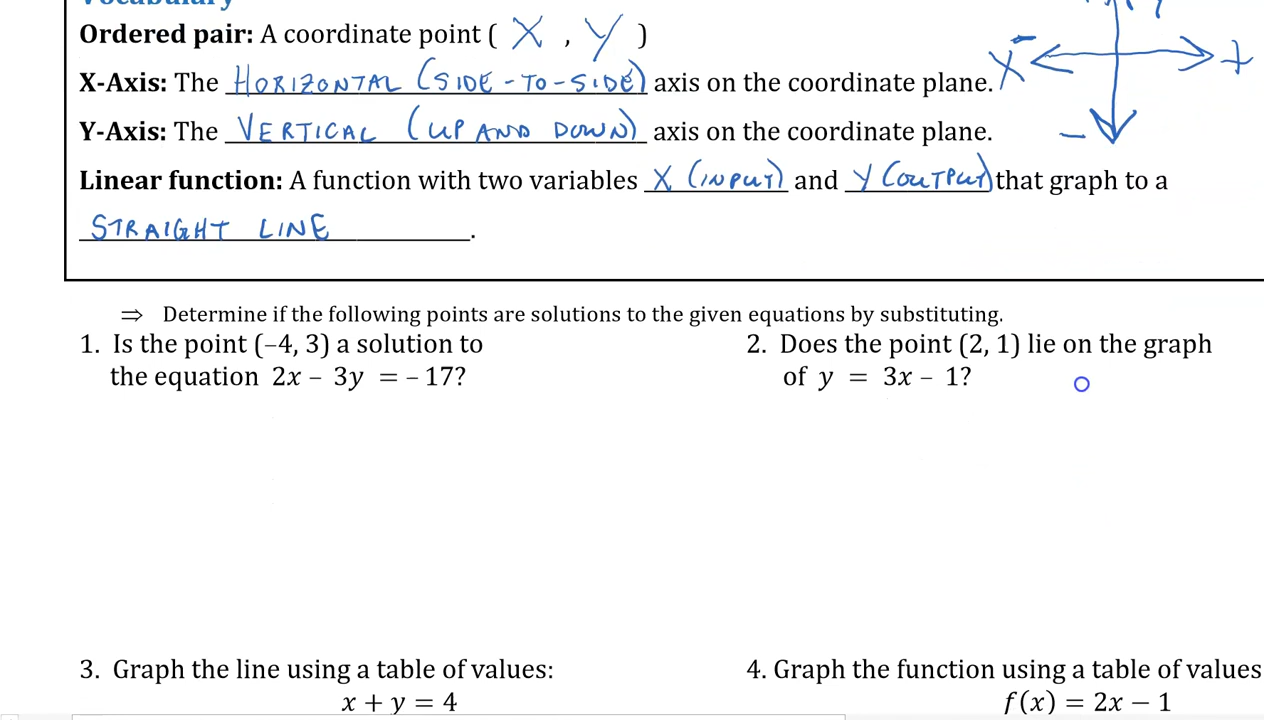 Vocabulary
Ordered pair: A coordinate point ( X , Y )
X-Axis: The HORIZONTAL (SIDE-TO-SIDE) axis on the coordinate plane. X - +
Y-Axis: The VERTICAL (UP AND DOWN) axis on the coordinate plane. -
Linear function: A function with two variables X (INPUT) and Y (OUTPUT) that graph to a
STRAIGHT LINE.
⇒ Determine if the following points are solutions to the given equations by substituting.
1. Is the point (−4, 3) a solution to
the equation 2x − 3y = − 17?
2. Does the point (2, 1) lie on the graph
of y = 3x − 1?
3. Graph the line using a table of values:
x + y = 4
4. Graph the function using a table of values
f(x) = 2x − 1